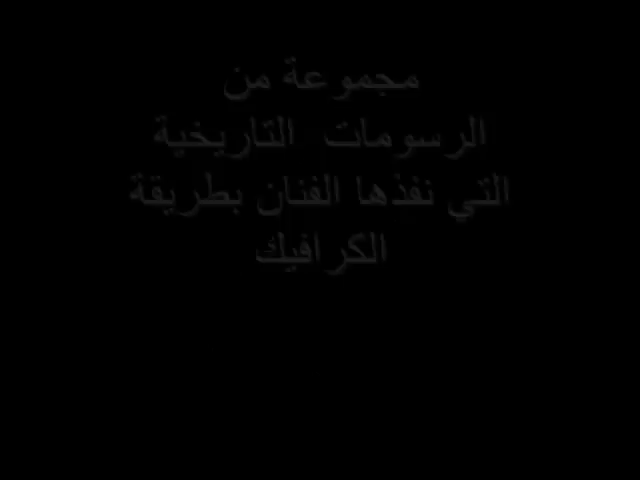 مجموعة من
الرسومات التاريخية
التي نفذها الفنان بطريقة
الكرافيك